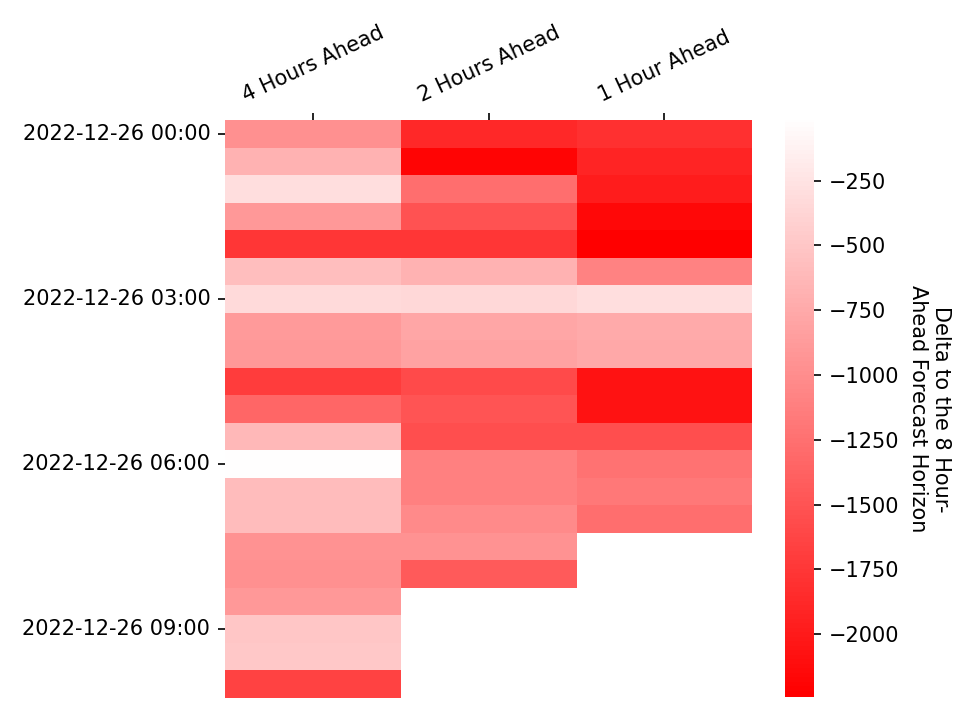 4 Hours Ahead
2 Hours Ahead
1 Hour Ahead
2022-12-26 00:00
2022-12-26 03:00
2022-12-26 06:00
2022-12-26 09:00
−250
−500
−750
−1000
−1250
−1500
−1750
−2000
Delta to the 8 Hour-
Ahead Forecast Horizon